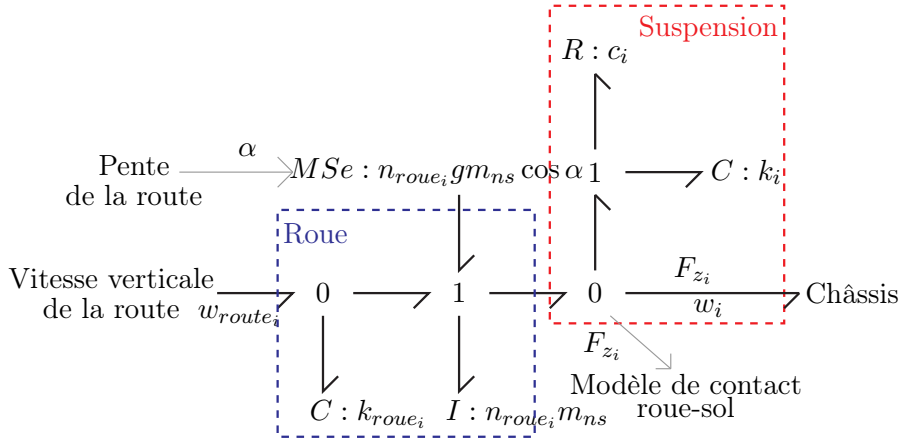 Suspension
R : c_i
α
Pente
de la route
MSe : n_{roue_i} g m_{ns} cos α
1
C : k_i
Roue
Vitesse verticale
de la route
w_{route_i}
0
1
0
F_{z_i}
w_i
Châssis
F_{z_i}
Modèle de contact
roue-sol
C : k_{roue_i}
I : n_{roue_i} m_{ns}